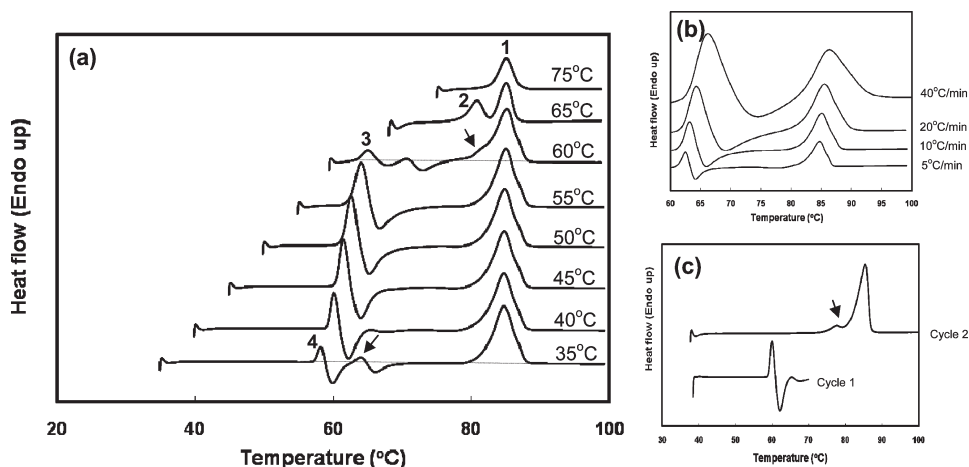 (a)
1
75°C
2
65°C
3
60°C
55°C
50°C
45°C
40°C
4
35°C
Heat flow (Endo up)
20 40 60 80 100
Temperature (°C)
(b)
40°C/min
20°C/min
10°C/min
5°C/min
Heat flow (Endo up)
60 65 70 75 80 85 90 95 100
Temperature (°C)
(c)
Cycle 2
Cycle 1
Heat flow (Endo up)
30 40 50 60 70 80 90 100
Temperature (°C)